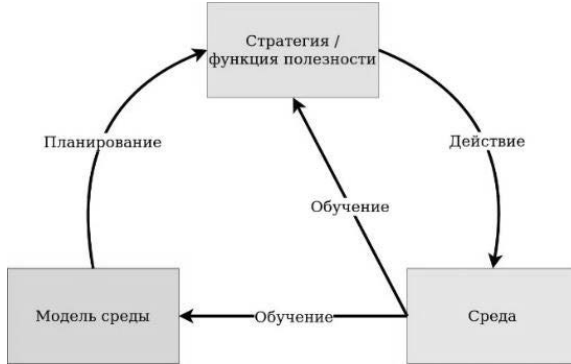 Стратегия /
функция полезности
Планирование
Действие
Обучение
Модель среды
Обучение
Среда